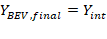 Y_{BEV,final} = Y_{int}